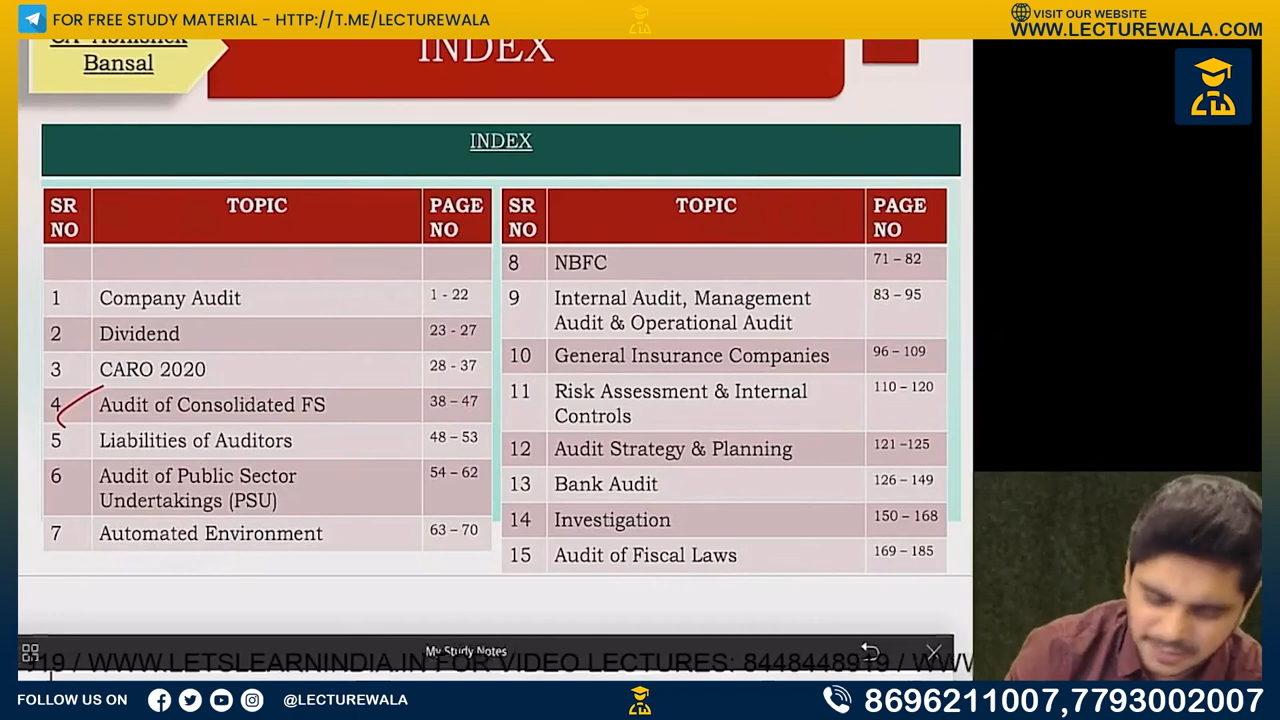 FOR FREE STUDY MATERIAL - HTTP://T.ME/LECTUREWALA
VISIT OUR WEBSITE
WWW.LECTUREWALA.COM
CA Abhishek
Bansal
INDEX
INDEX
SR NO TOPIC PAGE NO
1 Company Audit 1 - 22
2 Dividend 23 - 27
3 CARO 2020 28 - 37
4 Audit of Consolidated FS 38 – 47
5 Liabilities of Auditors 48 – 53
6 Audit of Public Sector Undertakings (PSU) 54 – 62
7 Automated Environment 63 – 70
SR NO TOPIC PAGE NO
8 NBFC 71 – 82
9 Internal Audit, Management Audit & Operational Audit 83 – 95
10 General Insurance Companies 96 – 109
11 Risk Assessment & Internal Controls 110 – 120
12 Audit Strategy & Planning 121 –125
13 Bank Audit 126 – 149
14 Investigation 150 – 168
15 Audit of Fiscal Laws 169 – 185
My Study Notes
/ WWW.LETSLEARNINDIA.IN FOR VIDEO LECTURES: 8448448919 / WWW
FOLLOW US ON @LECTUREWALA 8696211007,7793002007